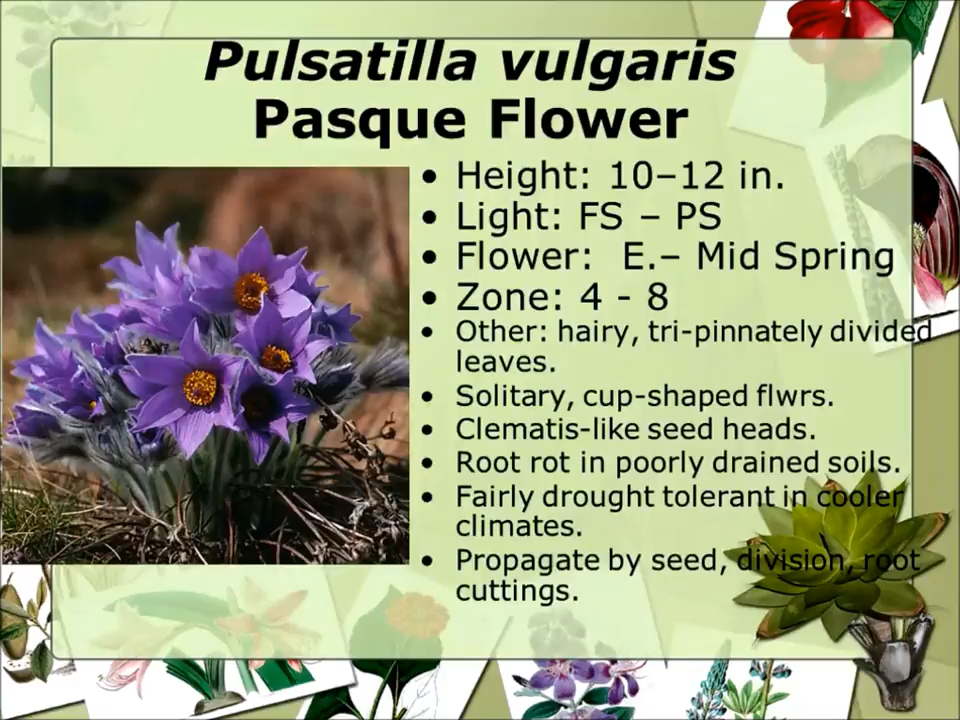 Pulsatilla vulgaris
Pasque Flower
• Height: 10–12 in.
• Light: FS – PS
• Flower:  E.– Mid Spring
• Zone: 4 - 8
• Other: hairy, tri-pinnately divided
leaves.
• Solitary, cup-shaped flwrs.
• Clematis-like seed heads.
• Root rot in poorly drained soils.
• Fairly drought tolerant in cooler
climates.
• Propagate by seed, division, root
cuttings.